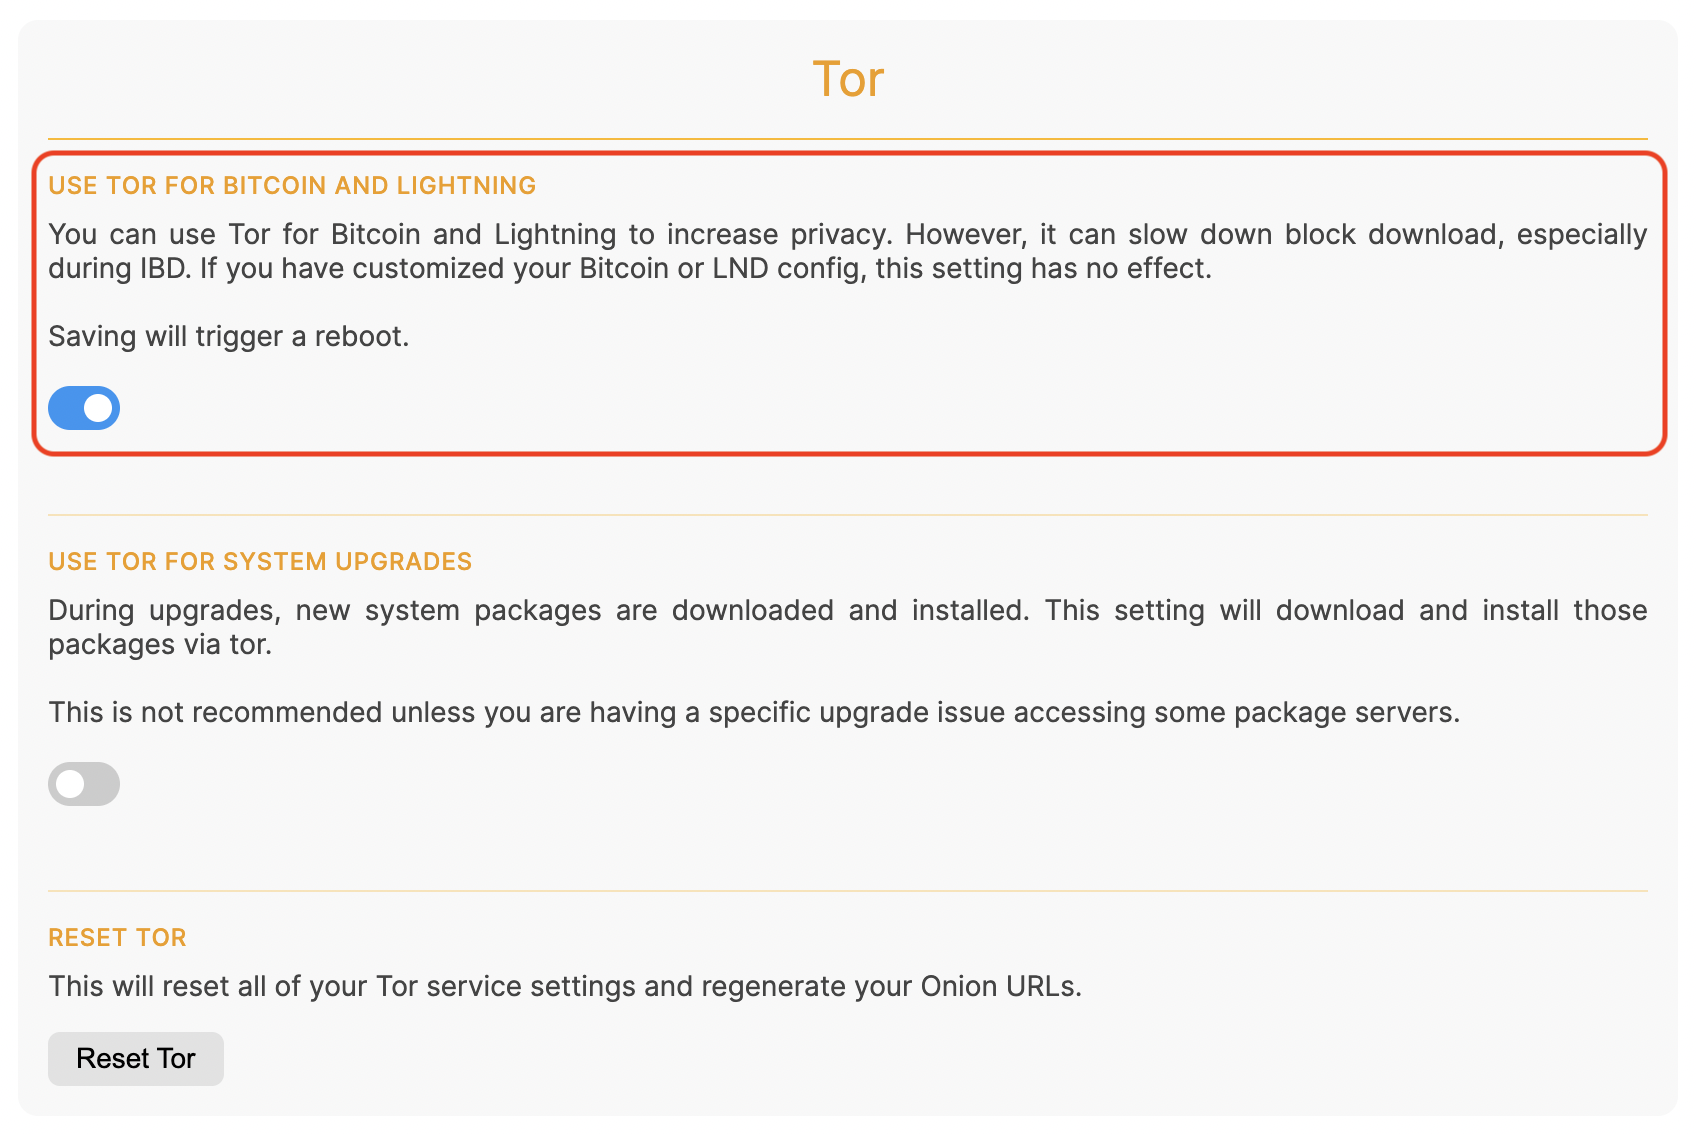 Tor
USE TOR FOR BITCOIN AND LIGHTNING
You can use Tor for Bitcoin and Lightning to increase privacy. However, it can slow down block download, especially
during IBD. If you have customized your Bitcoin or LND config, this setting has no effect.
Saving will trigger a reboot.
USE TOR FOR SYSTEM UPGRADES
During upgrades, new system packages are downloaded and installed. This setting will download and install those
packages via tor.
This is not recommended unless you are having a specific upgrade issue accessing some package servers.
RESET TOR
This will reset all of your Tor service settings and regenerate your Onion URLs.
Reset Tor